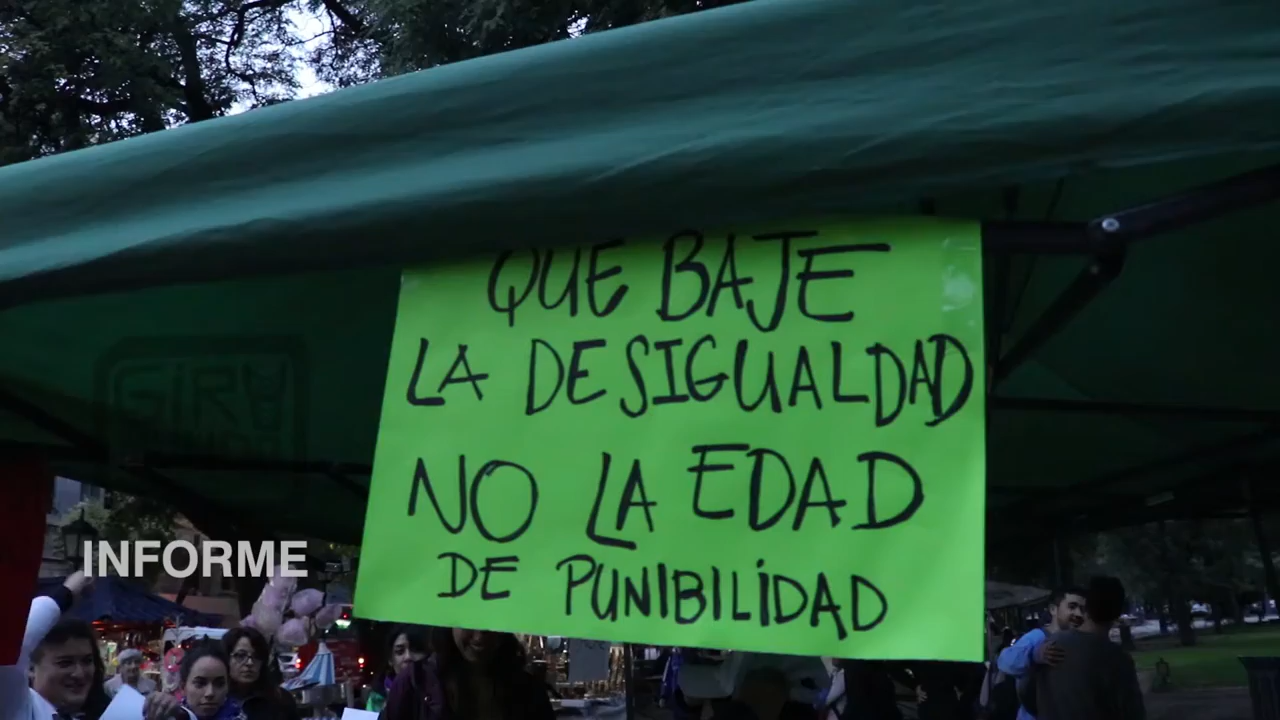 QUE BAJE
LA DESIGUALDAD
NO LA EDAD
DE PUNIBILIDAD
INFORME